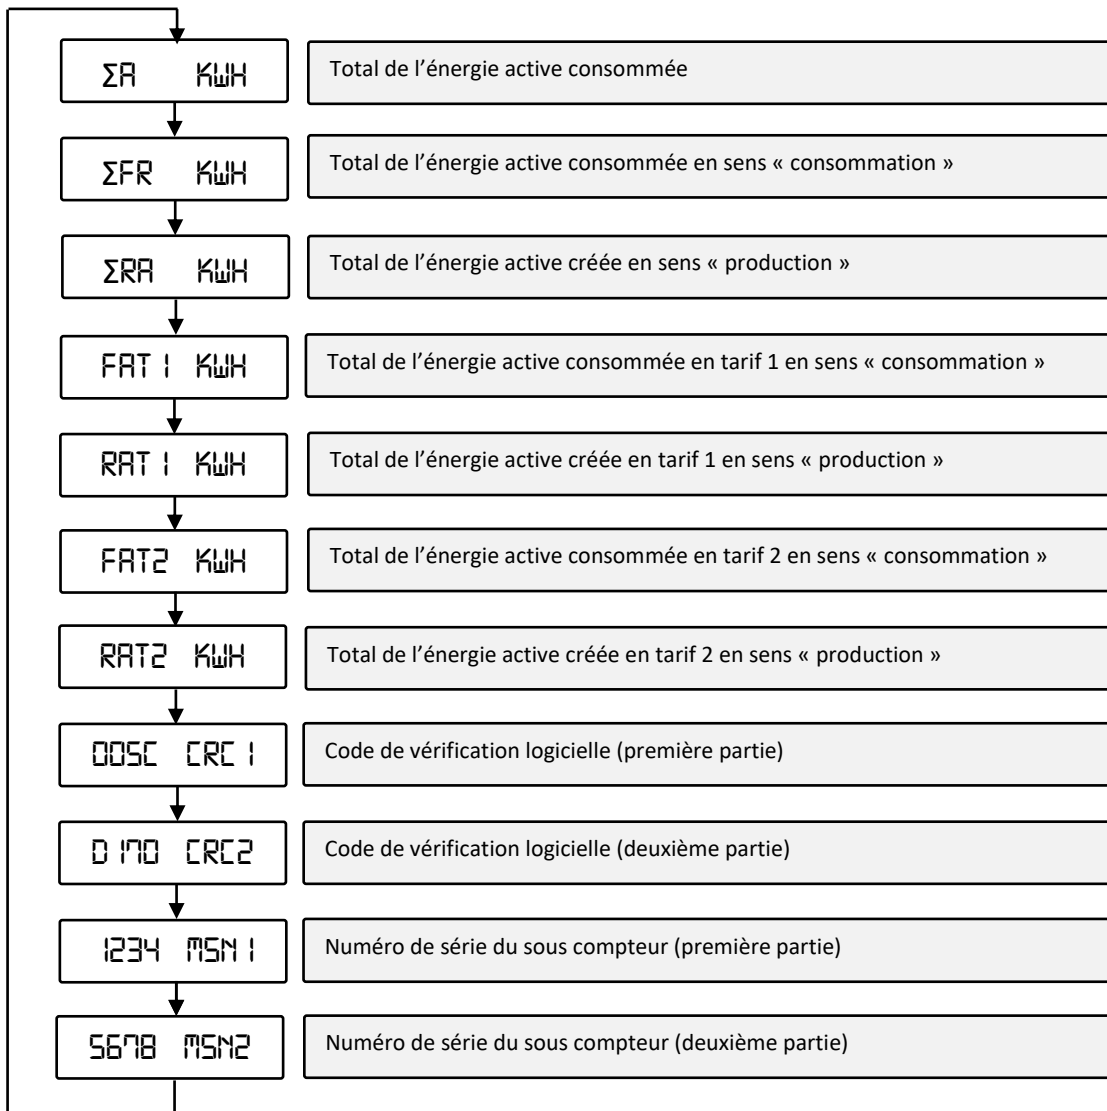 ΣA KWH
Total de l’énergie active consommée
ΣFR KWH
Total de l’énergie active consommée en sens « consommation »
ΣRA KWH
Total de l’énergie active créée en sens « production »
FAT1 KWH
Total de l’énergie active consommée en tarif 1 en sens « consommation »
RAT1 KWH
Total de l’énergie active créée en tarif 1 en sens « production »
FAT2 KWH
Total de l’énergie active consommée en tarif 2 en sens « consommation »
RAT2 KWH
Total de l’énergie active créée en tarif 2 en sens « production »
005C CRC1
Code de vérification logicielle (première partie)
D170 CRC2
Code de vérification logicielle (deuxième partie)
1234 MSN1
Numéro de série du sous compteur (première partie)
5678 MSN2
Numéro de série du sous compteur (deuxième partie)